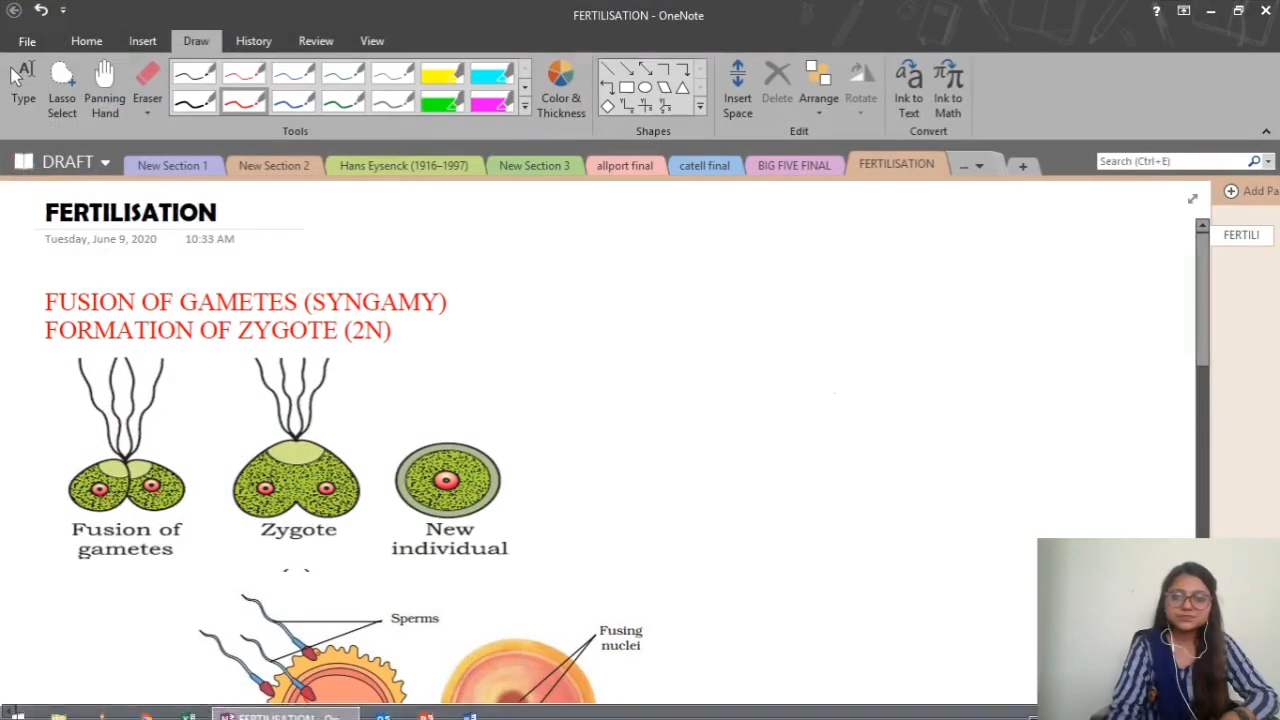 FERTILISATION - OneNote
?
File
Home
Insert
Draw
History
Review
View
Type
Lasso
Select
Panning
Hand
Eraser
Color &
Thickness
Insert
Space
Delete
Arrange
Rotate
Ink to
Text
Ink to
Math
Tools
Shapes
Edit
Convert
DRAFT
New Section 1
New Section 2
Hans Eysenck (1916–1997)
New Section 3
allport final
catell final
BIG FIVE FINAL
FERTILISATION
...
Search (Ctrl+E)
Add Pa
FERTILI
FERTILISATION
Tuesday, June 9, 2020 10:33 AM
FUSION OF GAMETES (SYNGAMY)
FORMATION OF ZYGOTE (2N)
Fusion of
gametes
Zygote
New
individual
Sperms
Fusing
nuclei
FERTILISATION - O